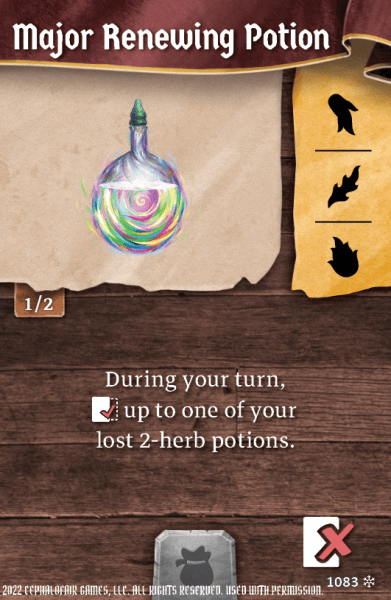 Major Renewing Potion
1/2
During your turn,
up to one of your
lost 2-herb potions.
1083
2022 CEPHALOFAIR GAMES, LLC. ALL RIGHTS RESERVED. USED WITH PERMISSION.